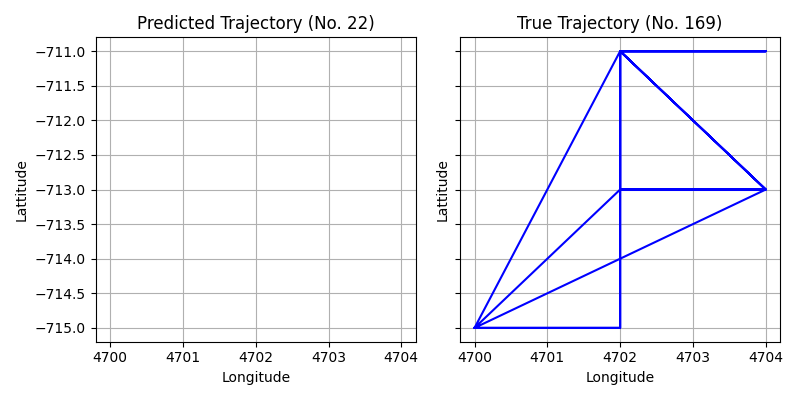 Predicted Trajectory (No. 22)
Lattitude
−711.0
−711.5
−712.0
−712.5
−713.0
−713.5
−714.0
−714.5
−715.0
4700 4701 4702 4703 4704
Longitude
True Trajectory (No. 169)
Lattitude
4700 4701 4702 4703 4704
Longitude